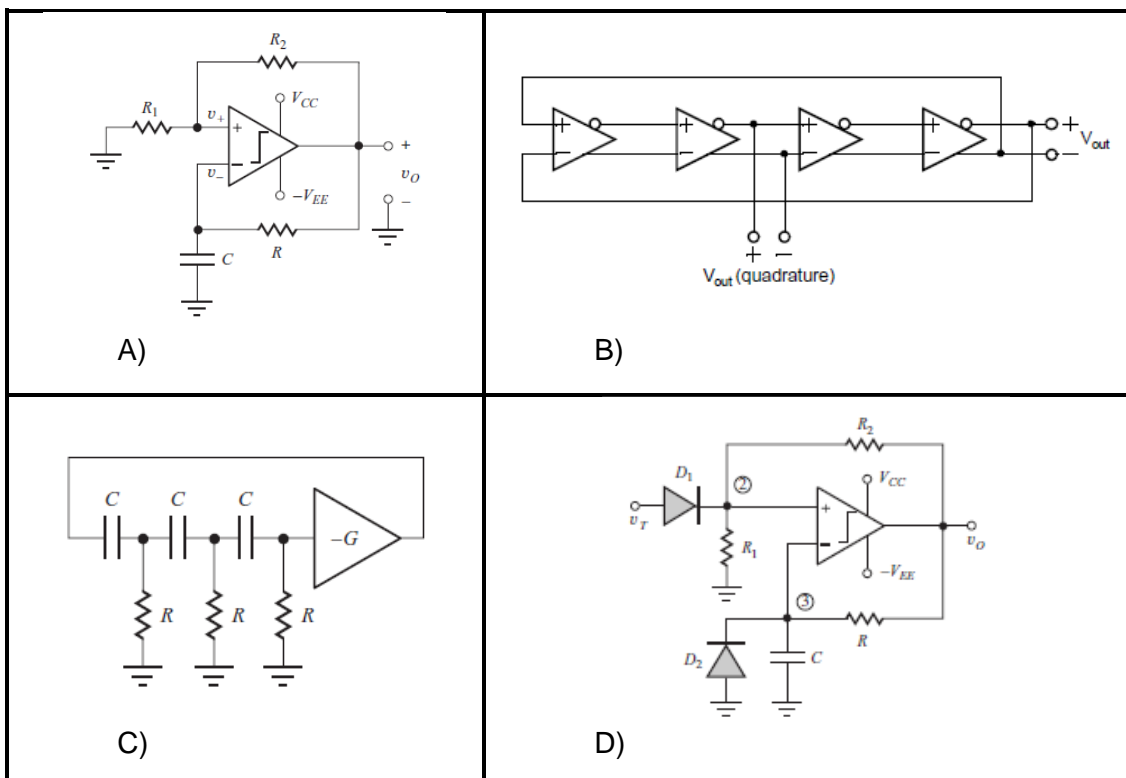 R2
R1
v+
VCC
+
−
v−
−VEE
+
vO
−
R
C
A)
+
−
+
−
+
−
+
−
+
Vout
−
+ −
Vout (quadrature)
B)
C C C
−G
R R R
C)
R2
D1
②
VCC
vT
+
R1
−
vO
−VEE
③
R
D2
C
D)